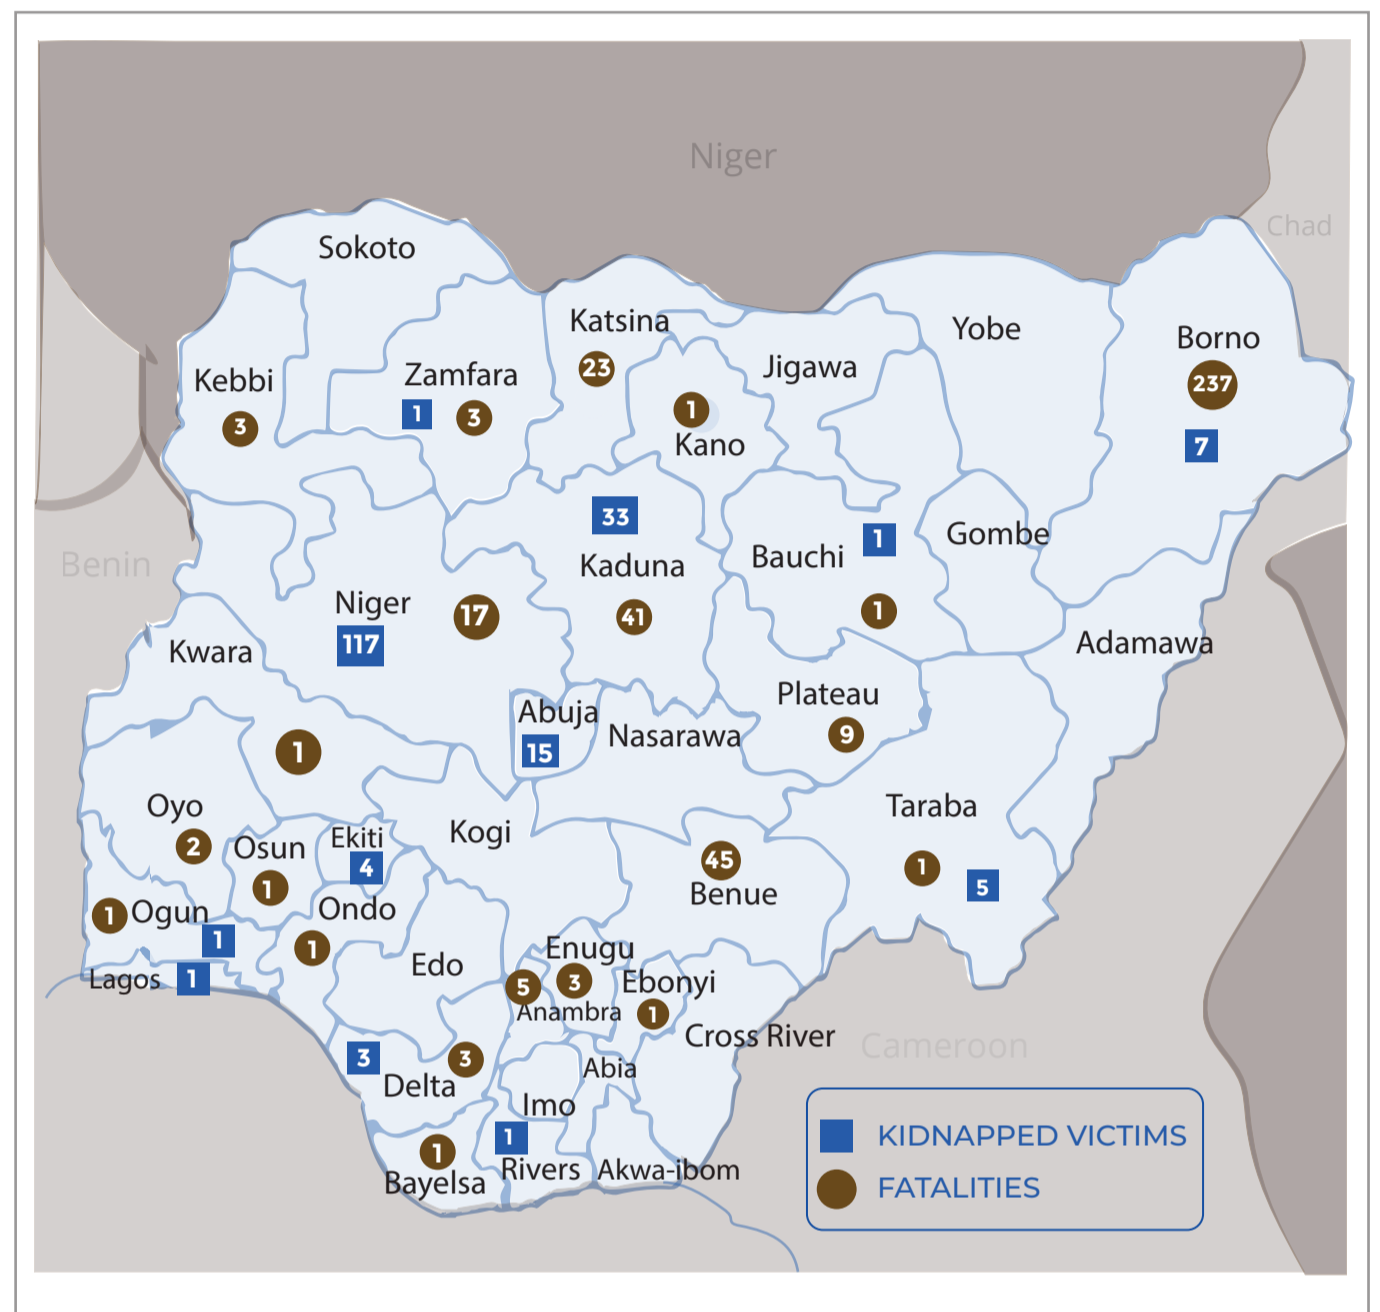 Niger
Chad
Sokoto
Katsina
23
Yobe
Borno
237
7
Kebbi
3
Zamfara
1
3
1
Kano
Jigawa
33
Kaduna
41
Bauchi
1
1
Gombe
Benin
Niger
117
17
Kwara
1
Adamawa
Abuja
15
Nasarawa
Plateau
9
Oyo
2
Osun
1
Ekiti
4
Kogi
45
Benue
Taraba
1
5
1
Ogun
1
Ondo
1
Lagos
1
Edo
Enugu
3
5
Anambra
Ebonyi
1
Cross River
Cameroon
3
3
Delta
Abia
Imo
1
Bayelsa
1
Rivers
Akwa-ibom
KIDNAPPED VICTIMS
FATALITIES